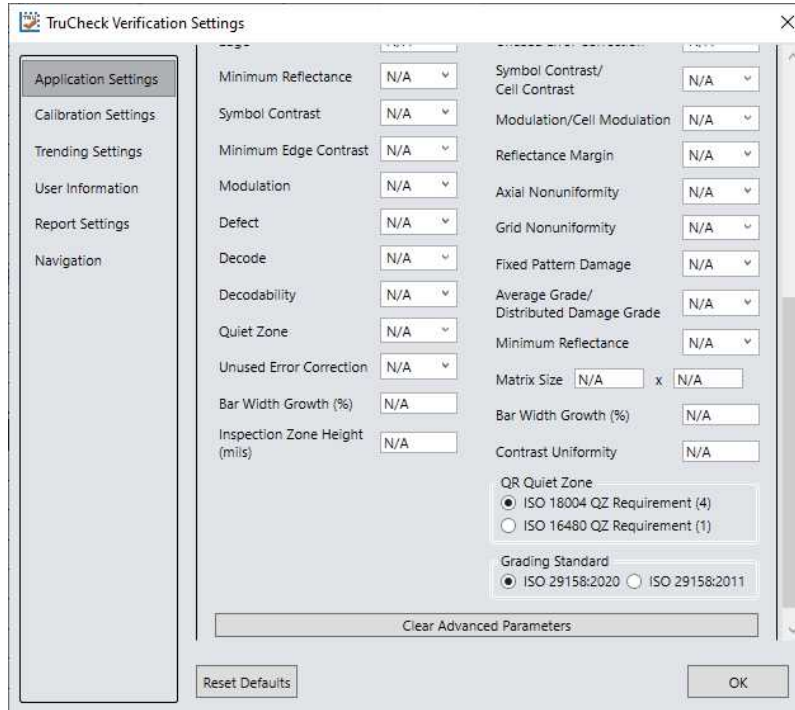 TruCheck Verification Settings
Application Settings
Calibration Settings
Trending Settings
User Information
Report Settings
Navigation
Minimum Reflectance N/A
Symbol Contrast N/A
Minimum Edge Contrast N/A
Modulation N/A
Defect N/A
Decode N/A
Decodability N/A
Quiet Zone N/A
Unused Error Correction N/A
Bar Width Growth (%) N/A
Inspection Zone Height
(mils) N/A
Symbol Contrast/
Cell Contrast N/A
Modulation/Cell Modulation N/A
Reflectance Margin N/A
Axial Nonuniformity N/A
Grid Nonuniformity N/A
Fixed Pattern Damage N/A
Average Grade/
Distributed Damage Grade N/A
Minimum Reflectance N/A
Matrix Size N/A x N/A
Bar Width Growth (%) N/A
Contrast Uniformity N/A
QR Quiet Zone
ISO 18004 QZ Requirement (4)
ISO 16480 QZ Requirement (1)
Grading Standard
ISO 29158:2020 ISO 29158:2011
Clear Advanced Parameters
Reset Defaults
OK